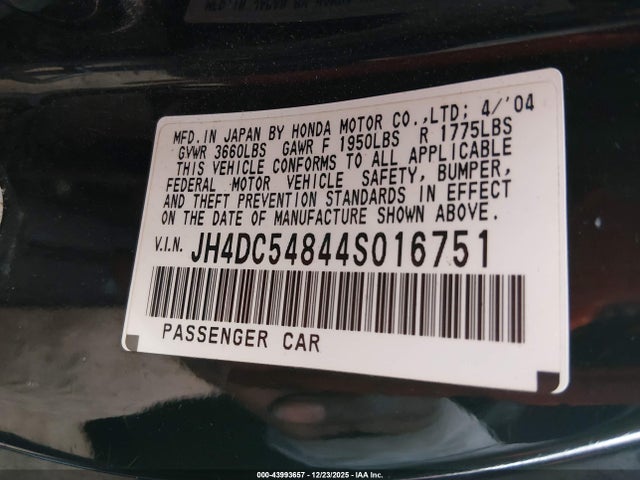 MFD. IN JAPAN BY HONDA MOTOR CO.,LTD; 4/'04
GVWR 3660LBS GAWR F 1950LBS R 1775LBS
THIS VEHICLE CONFORMS TO ALL APPLICABLE
FEDERAL MOTOR VEHICLE SAFETY, BUMPER,
AND THEFT PREVENTION STANDARDS IN EFFECT
ON THE DATE OF MANUFACTURE SHOWN ABOVE.
V.I.N. JH4DC54844S016751
PASSENGER CAR
000-43993657 - 12/23/2025 - IAA Inc.